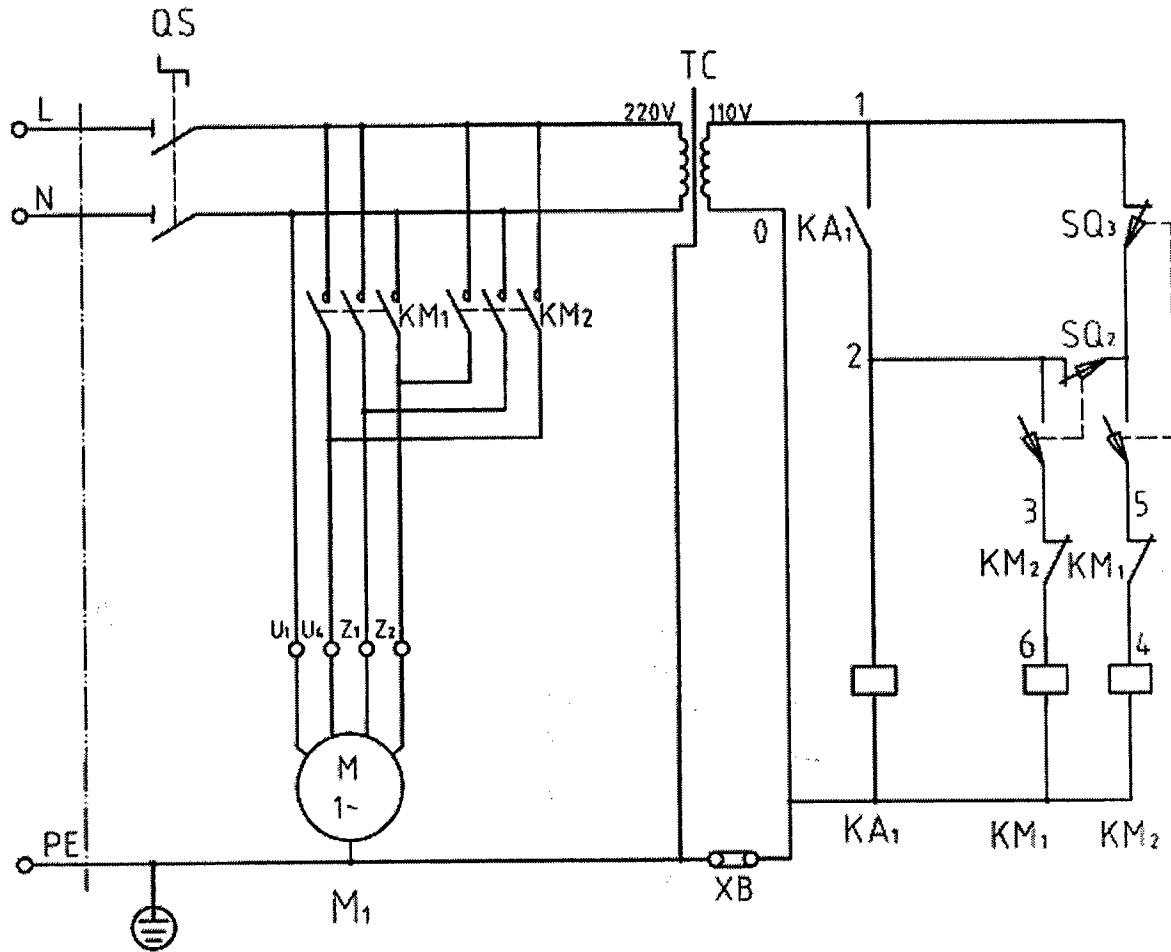 QS
TC
L
220V
110V
1
N
0
KA₁
SQ₃
KM₁
KM₂
SQ₂
2
3
5
KM₂
KM₁
U₁
U₄
Z₁
Z₂
6
4
M
1~
KA₁
KM₁
KM₂
PE
XB
M₁